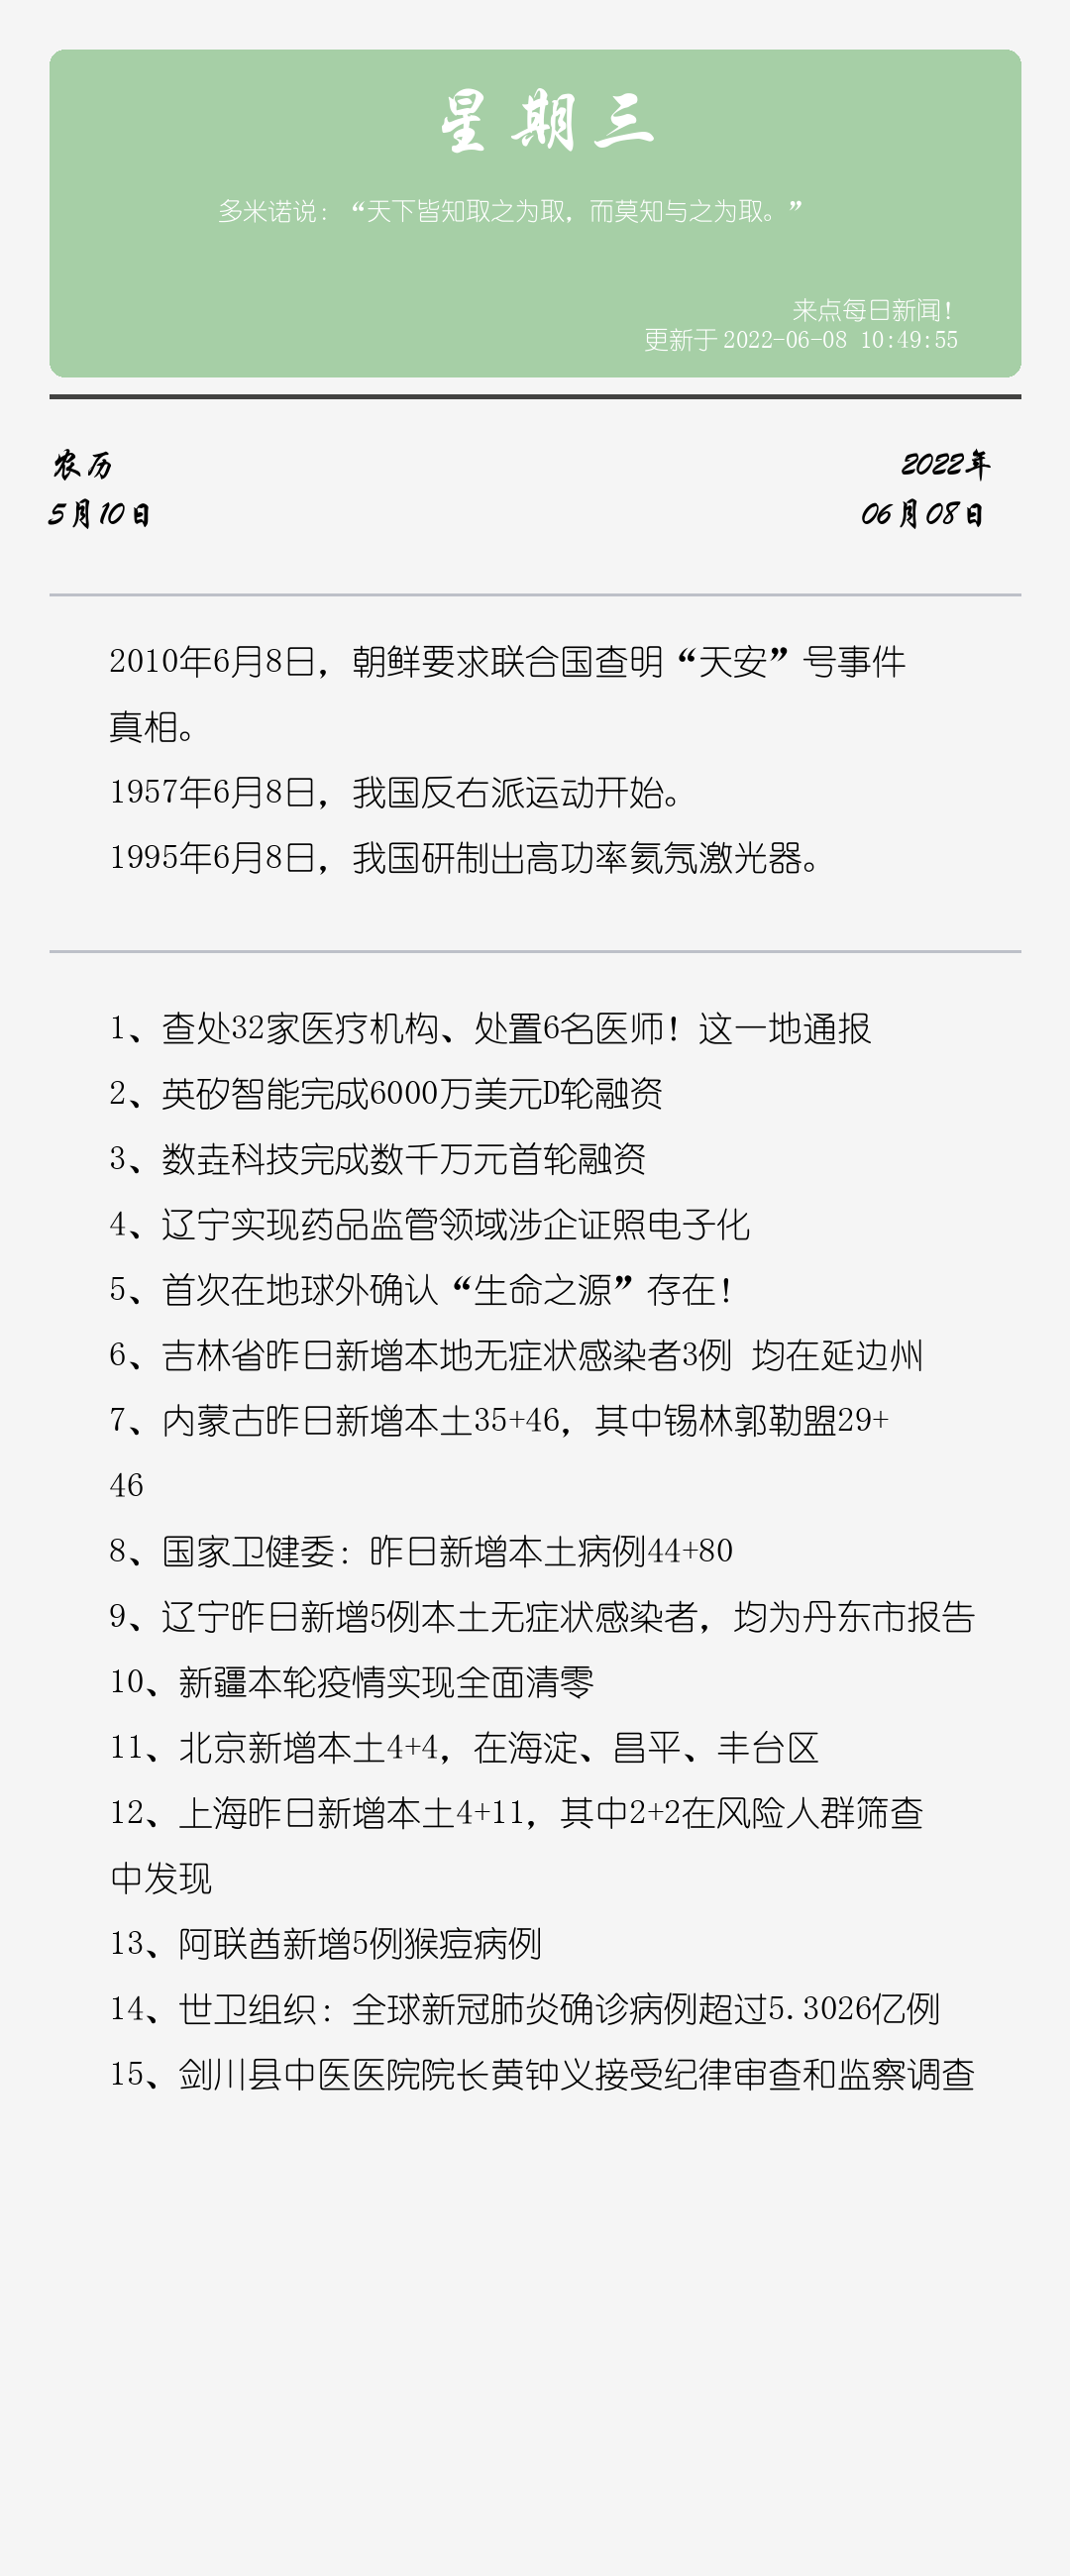 星期三
多米诺说：“天下皆知取之为取，而莫知与之为取。”
来点每日新闻！
更新于2022-06-08 10:49:55
农历
2022年
5月10日
06月08日
2010年6月8日，朝鲜要求联合国查明“天安”号事件
真相。
1957年6月8日，我国反右派运动开始。
1995年6月8日，我国研制出高功率氦氖激光器。
1、查处32家医疗机构、处置6名医师！这一地通报
2、英矽智能完成6000万美元D轮融资
3、数垚科技完成数千万元首轮融资
4、辽宁实现药品监管领域涉企证照电子化
5、首次在地球外确认“生命之源”存在！
6、吉林省昨日新增本地无症状感染者3例 均在延边州
7、内蒙古昨日新增本土35+46，其中锡林郭勒盟29+
46
8、国家卫健委：昨日新增本土病例44+80
9、辽宁昨日新增5例本土无症状感染者，均为丹东市报告
10、新疆本轮疫情实现全面清零
11、北京新增本土4+4，在海淀、昌平、丰台区
12、上海昨日新增本土4+11，其中2+2在风险人群筛查
中发现
13、阿联酋新增5例猴痘病例
14、世卫组织：全球新冠肺炎确诊病例超过5.3026亿例
15、剑川县中医医院院长黄钟义接受纪律审查和监察调查